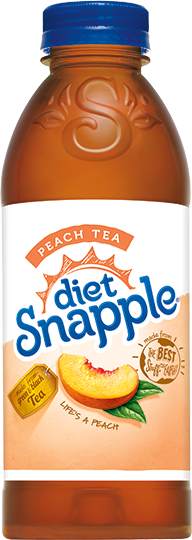 PEACH TEA
diet
Snapple®
made from
The BEST
Stuff on Earth®
made from
green & black
Tea
LIFE'S A PEACH